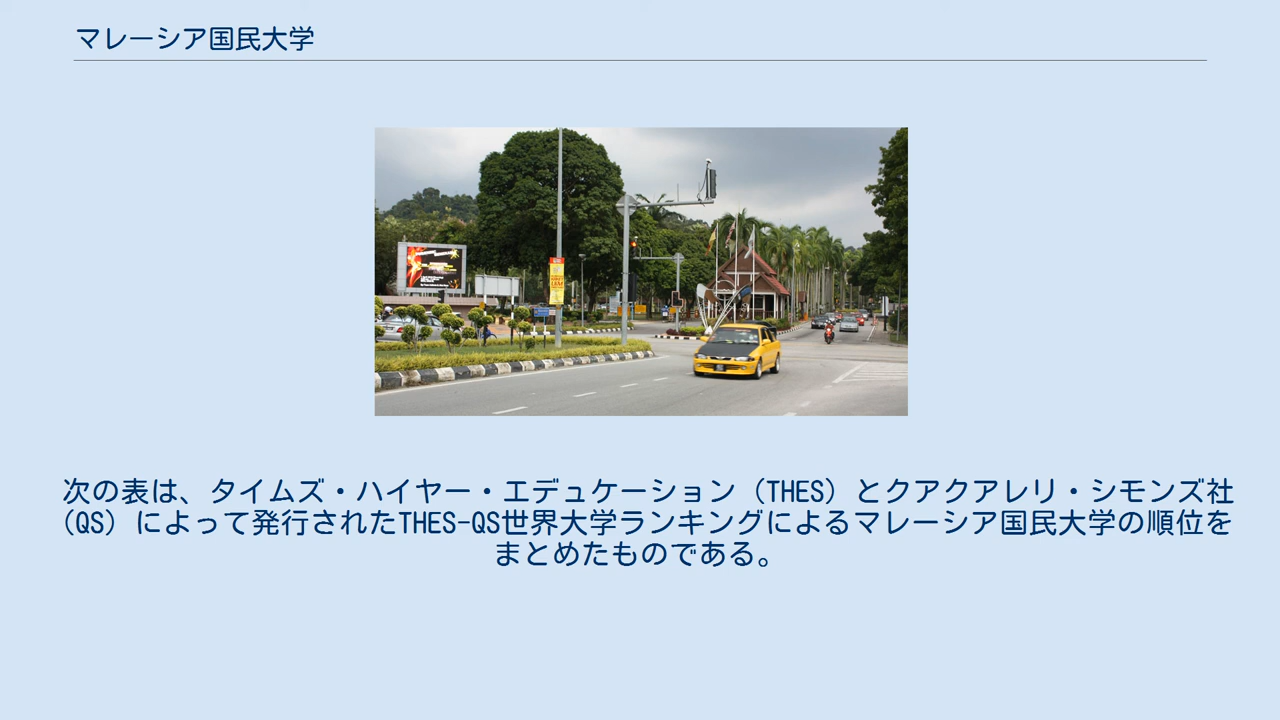 マレーシア国民大学
次の表は、タイムズ・ハイヤー・エデュケーション（THES）とクアクアレリ・シモンズ社
（QS）によって発行されたTHES-QS世界大学ランキングによるマレーシア国民大学の順位を
まとめたものである。